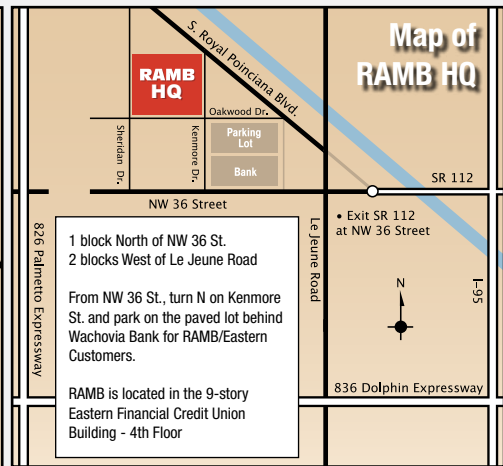 Map of
RAMB HQ
S. Royal Poinciana Blvd.
RAMB
HQ
Oakwood Dr.
Sheridan Dr.
Kenmore Dr.
Parking
Lot
Bank
SR 112
NW 36 Street
• Exit SR 112
at NW 36 Street
826 Palmetto Expressway
1 block North of NW 36 St.
2 blocks West of Le Jeune Road
From NW 36 St., turn N on Kenmore
St. and park on the paved lot behind
Wachovia Bank for RAMB/Eastern
Customers.
RAMB is located in the 9-story
Eastern Financial Credit Union
Building - 4th Floor
Le Jeune Road
N
I-95
836 Dolphin Expressway